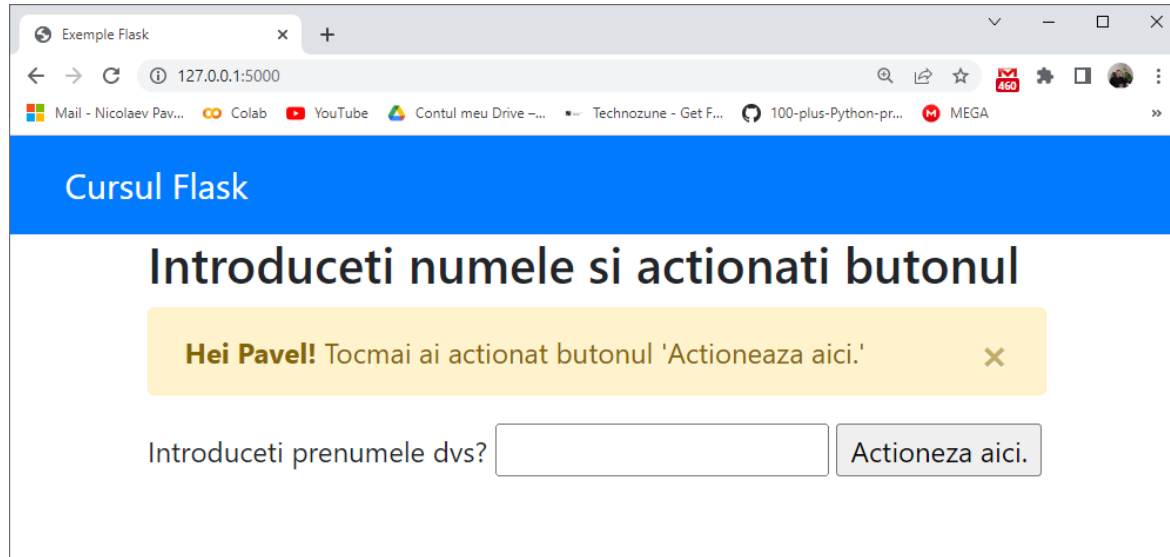 Exemple Flask
127.0.0.1:5000
460
Mail - Nicolaev Pav... CO Colab YouTube Contul meu Drive –... Technozune - Get F... 100-plus-Python-pr... M MEGA »
Cursul Flask
Introduceti numele si actionati butonul
Hei Pavel! Tocmai ai actionat butonul 'Actioneaza aici.' ×
Introduceti prenumele dvs? Actioneza aici.